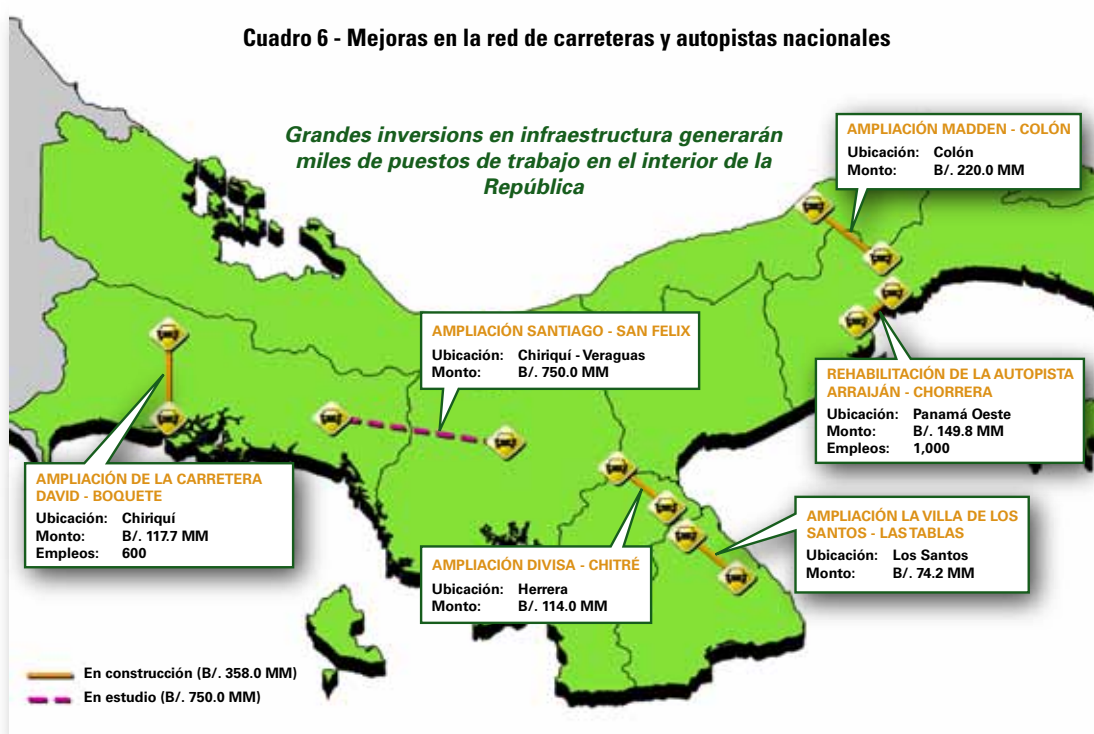 Cuadro 6 - Mejoras en la red de carreteras y autopistas nacionales
Grandes inversions en infraestructura generarán
miles de puestos de trabajo en el interior de la
República
AMPLIACIÓN MADDEN - COLÓN
Ubicación: Colón
Monto: B/. 220.0 MM
AMPLIACIÓN SANTIAGO - SAN FELIX
Ubicación: Chiriquí - Veraguas
Monto: B/. 750.0 MM
REHABILITACIÓN DE LA AUTOPISTA
ARRAIJÁN - CHORRERA
Ubicación: Panamá Oeste
Monto: B/. 149.8 MM
Empleos: 1,000
AMPLIACIÓN DE LA CARRETERA
DAVID - BOQUETE
Ubicación: Chiriquí
Monto: B/. 117.7 MM
Empleos: 600
AMPLIACIÓN LA VILLA DE LOS
SANTOS - LAS TABLAS
Ubicación: Los Santos
Monto: B/. 74.2 MM
AMPLIACIÓN DIVISA - CHITRÉ
Ubicación: Herrera
Monto: B/. 114.0 MM
En construcción (B/. 358.0 MM)
En estudio (B/. 750.0 MM)